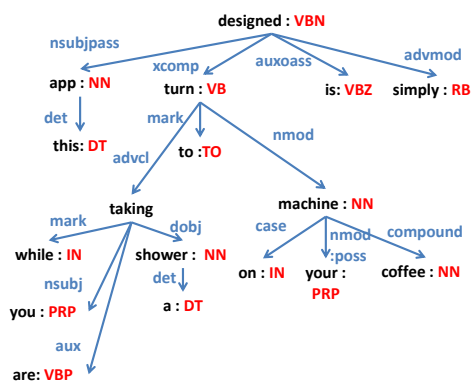 designed : VBN
nsubjpass
xcomp
auxoass
advmod
app : NN
turn : VB
is: VBZ
simply : RB
det
mark
nmod
this: DT
advcl
to :TO
taking
machine : NN
mark
dobj
case
nmod
:poss
compound
while : IN
shower : NN
on : IN
your :
PRP
coffee : NN
nsubj
det
you : PRP
a : DT
aux
are: VBP